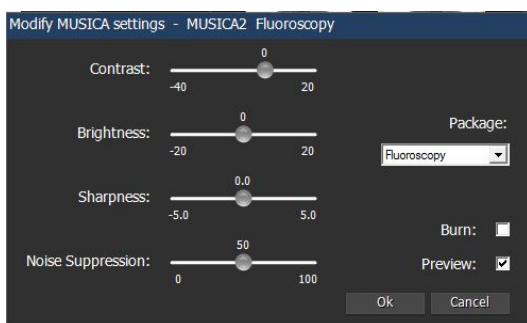 Modify MUSICA settings - MUSICA2 Fluoroscopy
Contrast:
0
-40 20
Brightness:
0
-20 20
Package:
Fluoroscopy
Sharpness:
0.0
-5.0 5.0
Burn:
Noise Suppression:
50
0 100
Preview:
Ok Cancel